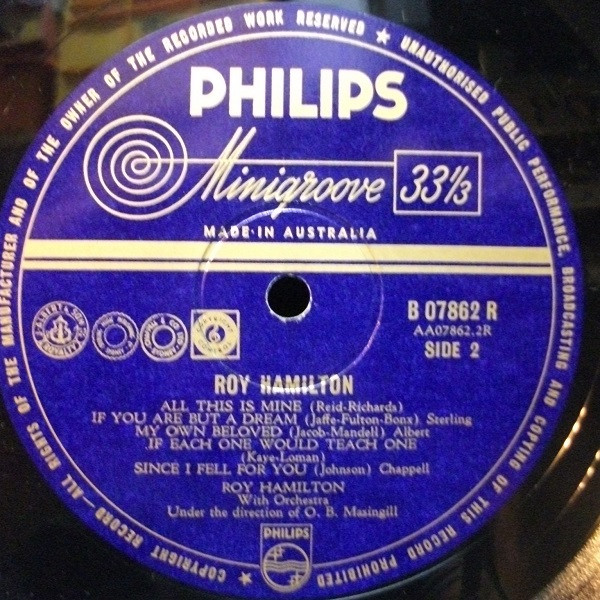 ALL RIGHTS OF THE MANUFACTURER AND OF THE OWNER OF THE RECORDED WORK RESERVED ★ UNAUTHORISED PUBLIC PERFORMANCE, BROADCASTING AND COPYING OF THIS RECORD PROHIBITED ★ COPYRIGHT RECORD—
PHILIPS
Minigroove 33⅓
MADE·IN AUSTRALIA
B 07862 R
AA07862.2R
SIDE 2
ROY HAMILTON
ALL THIS IS MINE (Reid-Richards)
IF YOU ARE BUT A DREAM (Jaffe-Fulton-Bonx) Sterling
MY OWN BELOVED (Jacob-Mandell) Albert
IF EACH ONE WOULD TEACH ONE
(Kaye-Loman)
SINCE I FELL FOR YOU (Johnson) Chappell
ROY HAMILTON
With Orchestra
Under the direction of O. B. Masingill
PHILIPS